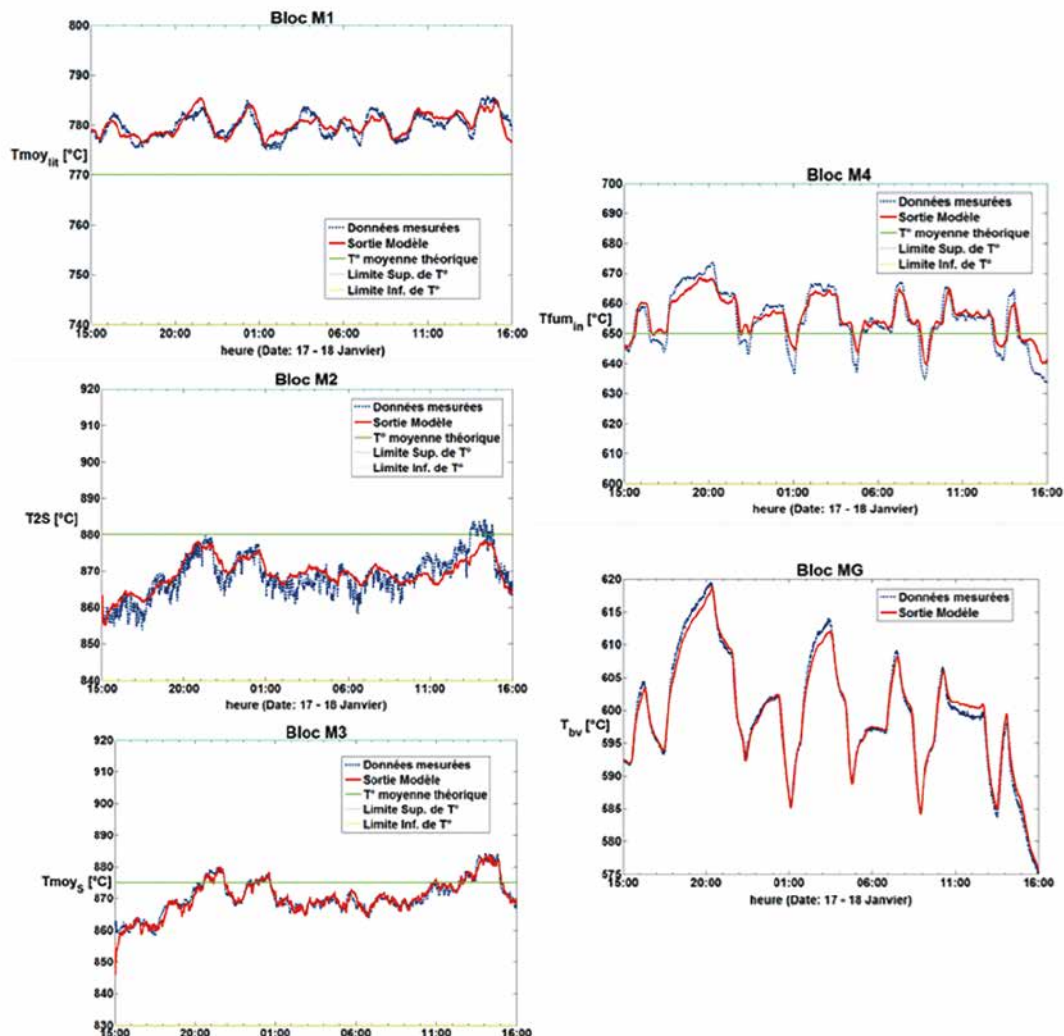 Bloc M1
800
790
780
Tmoy_lit [°C]
770
760
750
740
Données mesurées
Sortie Modèle
T° moyenne théorique
Limite Sup. de T°
Limite Inf. de T°
15:00 20:00 01:00 06:00 11:00 16:00
heure (Date: 17 - 18 Janvier)
Bloc M2
920
910
900
890
T2S [°C]
880
870
860
850
840
Données mesurées
Sortie Modèle
T° moyenne théorique
Limite Sup. de T°
Limite Inf. de T°
15:00 20:00 01:00 06:00 11:00 16:00
heure (Date: 17 - 18 Janvier)
Bloc M3
920
910
900
890
880
Tmoy_S [°C]
870
860
850
840
830
Données mesurées
Sortie Modèle
T° moyenne théorique
Limite Sup. de T°
Limite Inf. de T°
15:00 20:00 01:00 06:00 11:00 16:00
Bloc M4
700
690
680
670
660
Tfum_in [°C]
650
640
630
620
610
600
Données mesurées
Sortie Modèle
T° moyenne théorique
Limite Sup. de T°
Limite Inf. de T°
15:00 20:00 01:00 06:00 11:00 16:00
heure (Date: 17 - 18 Janvier)
Bloc MG
620
615
610
605
600
T_bv [°C]
595
590
585
580
575
Données mesurées
Sortie Modèle
15:00 20:00 01:00 06:00 11:00 16:00
heure (Date: 17 - 18 Janvier)